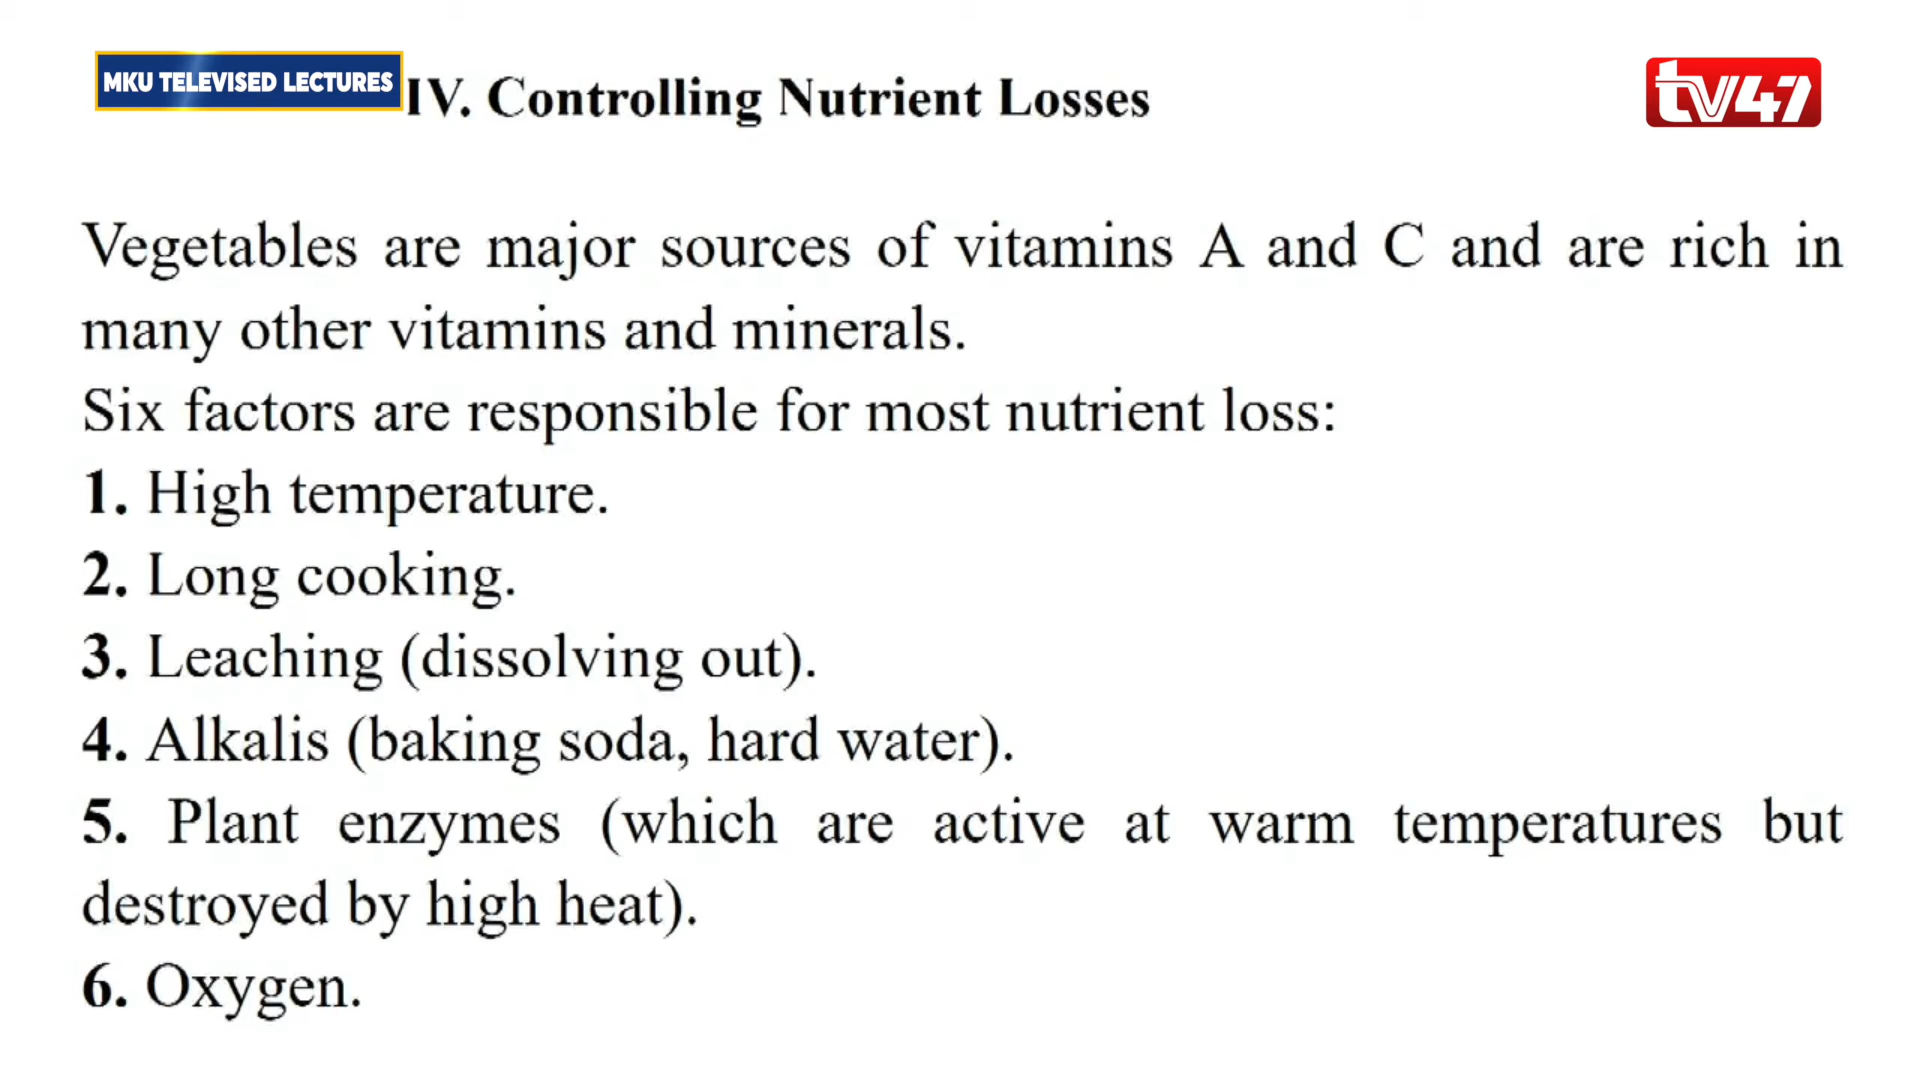 MKU TELEVISED LECTURES
IV. Controlling Nutrient Losses
tv47
Vegetables are major sources of vitamins A and C and are rich in
many other vitamins and minerals.
Six factors are responsible for most nutrient loss:
1. High temperature.
2. Long cooking.
3. Leaching (dissolving out).
4. Alkalis (baking soda, hard water).
5. Plant enzymes (which are active at warm temperatures but
destroyed by high heat).
6. Oxygen.